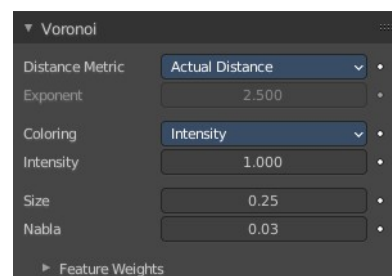 Voronoi
Distance Metric Actual Distance
Exponent 2.500
Coloring Intensity
Intensity 1.000
Size 0.25
Nabla 0.03
Feature Weights